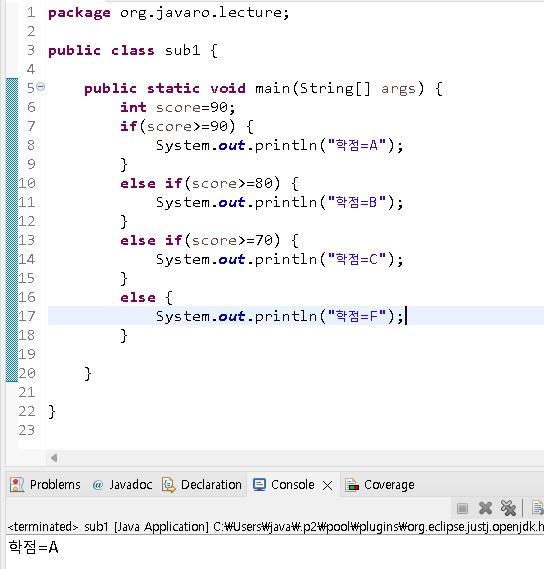 1 package org.javaro.lecture;
2
3 public class sub1 {
4
5 public static void main(String[] args) {
6 int score=90;
7 if(score>=90) {
8 System.out.println("학점=A");
9 }
10 else if(score>=80) {
11 System.out.println("학점=B");
12 }
13 else if(score>=70) {
14 System.out.println("학점=C");
15 }
16 else {
17 System.out.println("학점=F");
18 }
19
20 }
21
22 }
23
Problems @ Javadoc Declaration Console Coverage
<terminated> sub1 [Java Application] C:₩Users₩java₩.p2₩pool₩plugins₩org.eclipse.justj.openjdk.h
학점=A